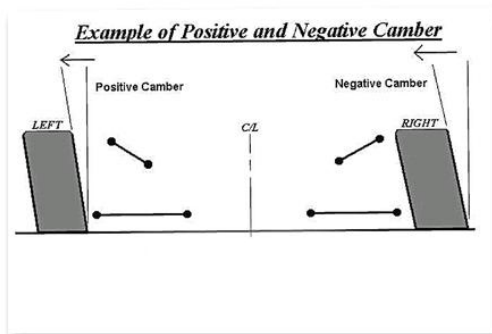 Example of Positive and Negative Camber
Positive Camber
Negative Camber
LEFT
C/L
RIGHT